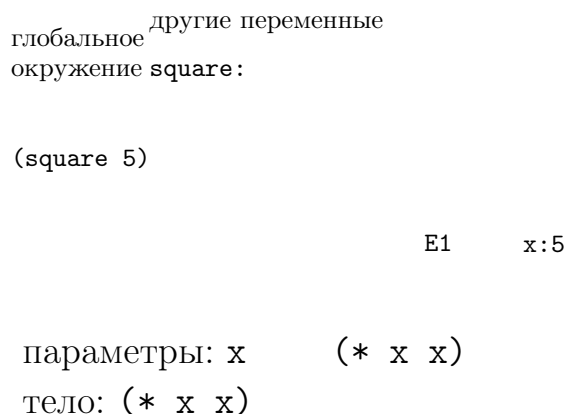 другие переменные
глобальное
окружение square:
(square 5)
E1 x:5
параметры: x (* x x)
тело: (* x x)